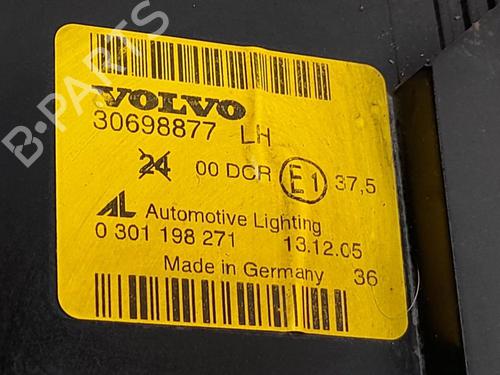 VOLVO
30698877 LH
24 00 DCR E1 37,5
AL Automotive Lighting
0 301 198 271 13.12.05
Made in Germany 36
B-PARTS